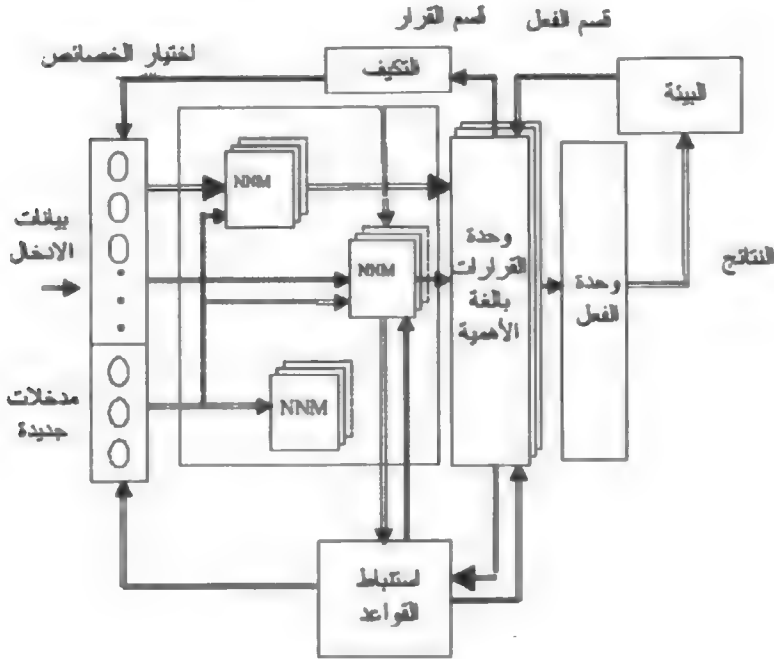 قسم الفعل
قسم القرار
اختيار الخصائص
التكيف
البيئة
NNM
بيانات
الادخال
NNM
وحدة
القرارات
بالغة
الأهمية
وحدة
الفعل
النتائج
مدخلات
جديدة
NNM
استنباط
القواعد